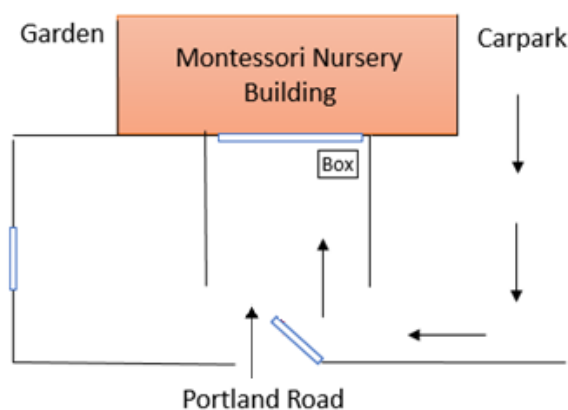 Garden
Montessori Nursery
Building
Carpark
Box
Portland Road